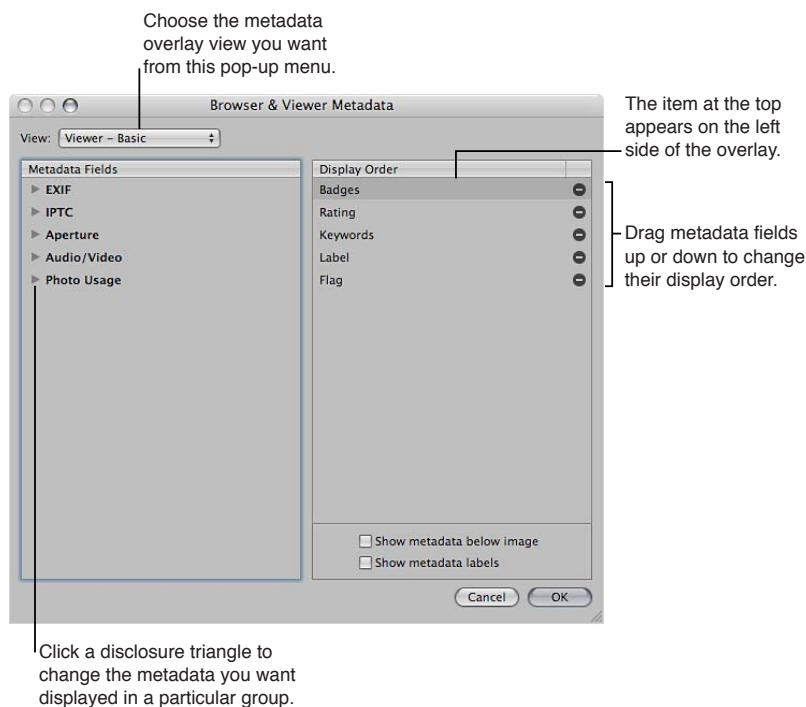 Choose the metadata
overlay view you want
from this pop-up menu.
Browser & Viewer Metadata
View: Viewer – Basic
The item at the top
appears on the left
side of the overlay.
Metadata Fields
EXIF
IPTC
Aperture
Audio/Video
Photo Usage
Display Order
Badges
Rating
Keywords
Label
Flag
Drag metadata fields
up or down to change
their display order.
Show metadata below image
Show metadata labels
Cancel OK
Click a disclosure triangle to
change the metadata you want
displayed in a particular group.